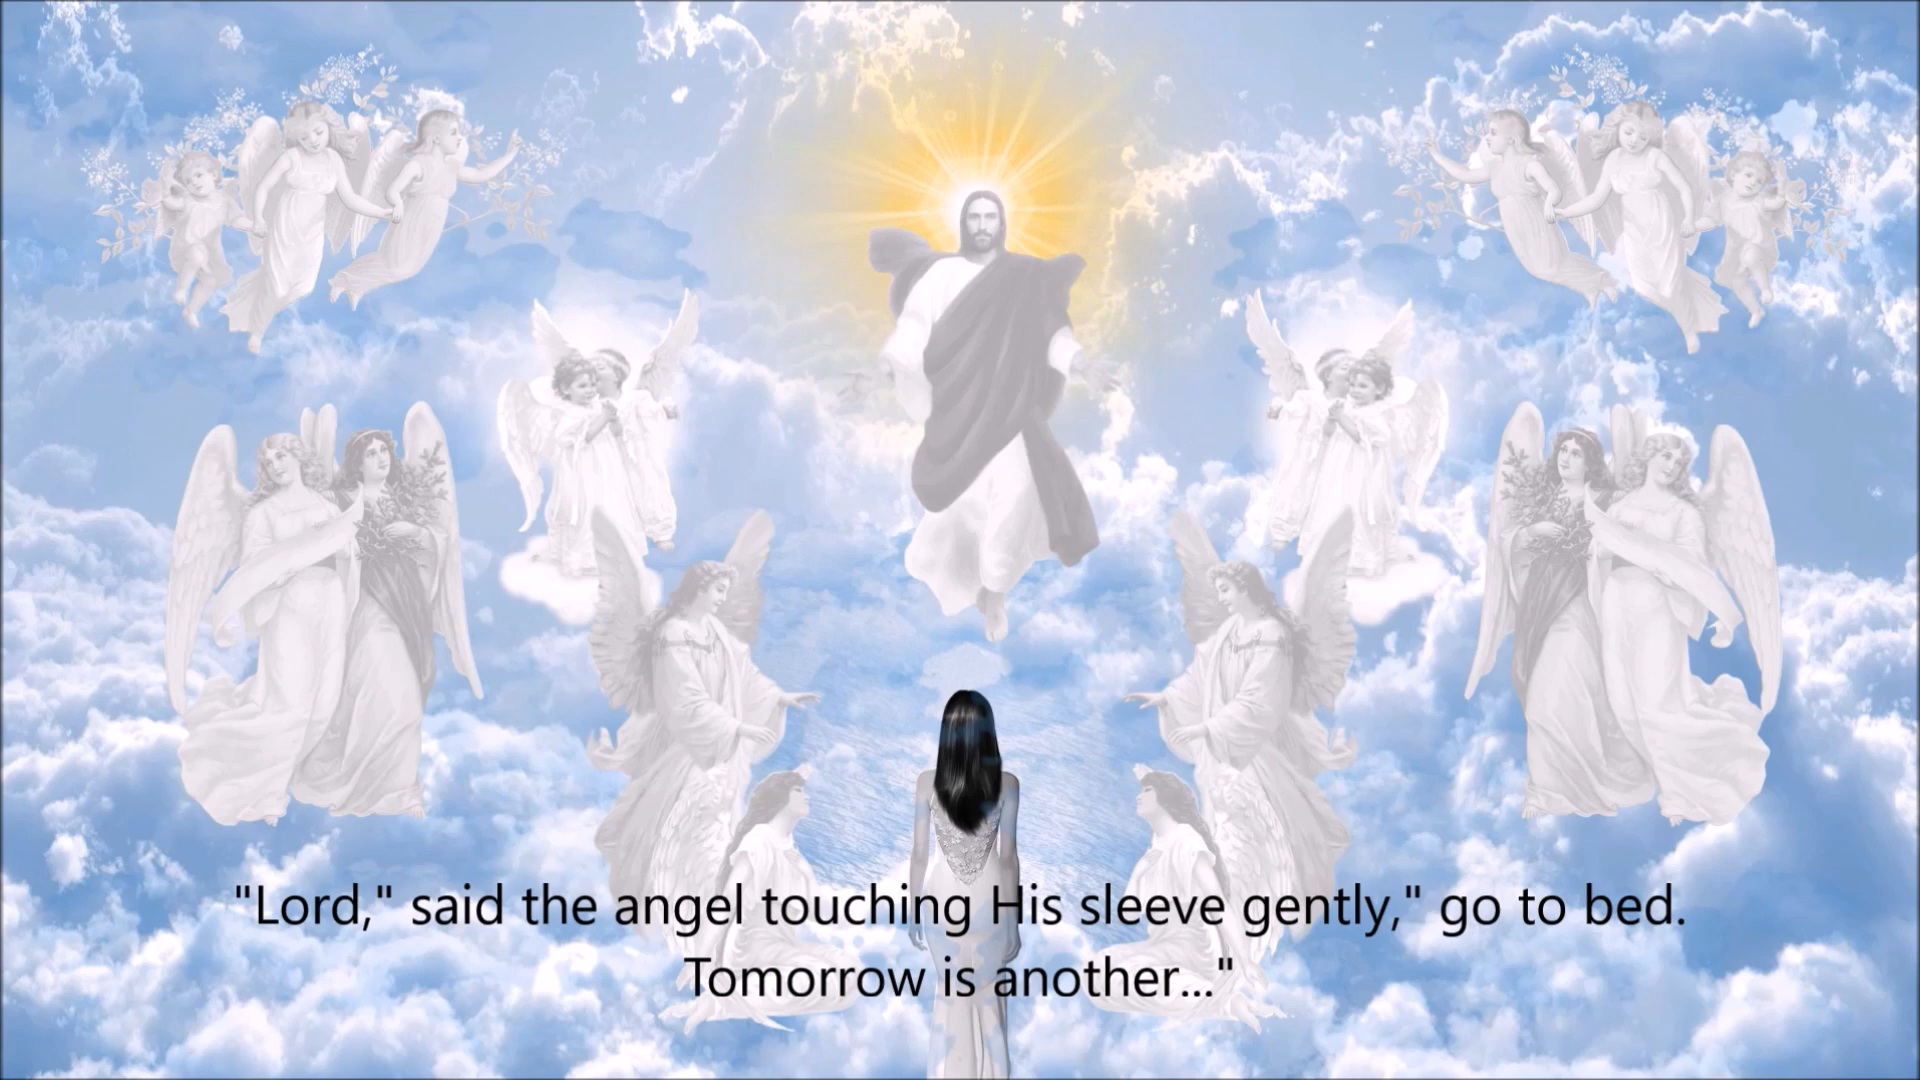 "Lord," said the angel touching His sleeve gently," go to bed.
Tomorrow is another..."